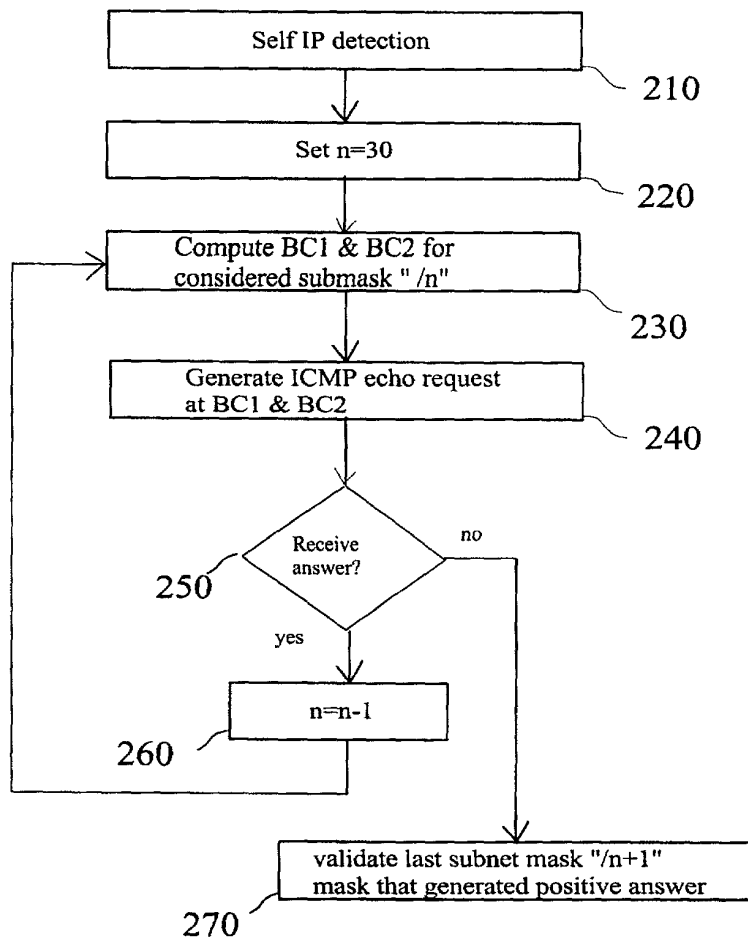 Self IP detection
210
Set n=30
220
Compute BC1 & BC2 for
considered submask " /n"
230
Generate ICMP echo request
at BC1 & BC2
240
Receive
answer?
no
250
yes
n=n-1
260
validate last subnet mask "/n+1"
mask that generated positive answer
270